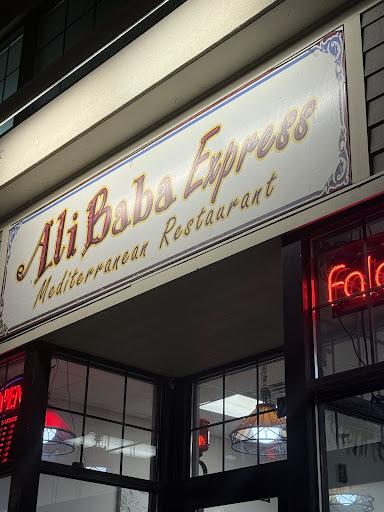 Ali Baba Express
Mediterranean Restaurant